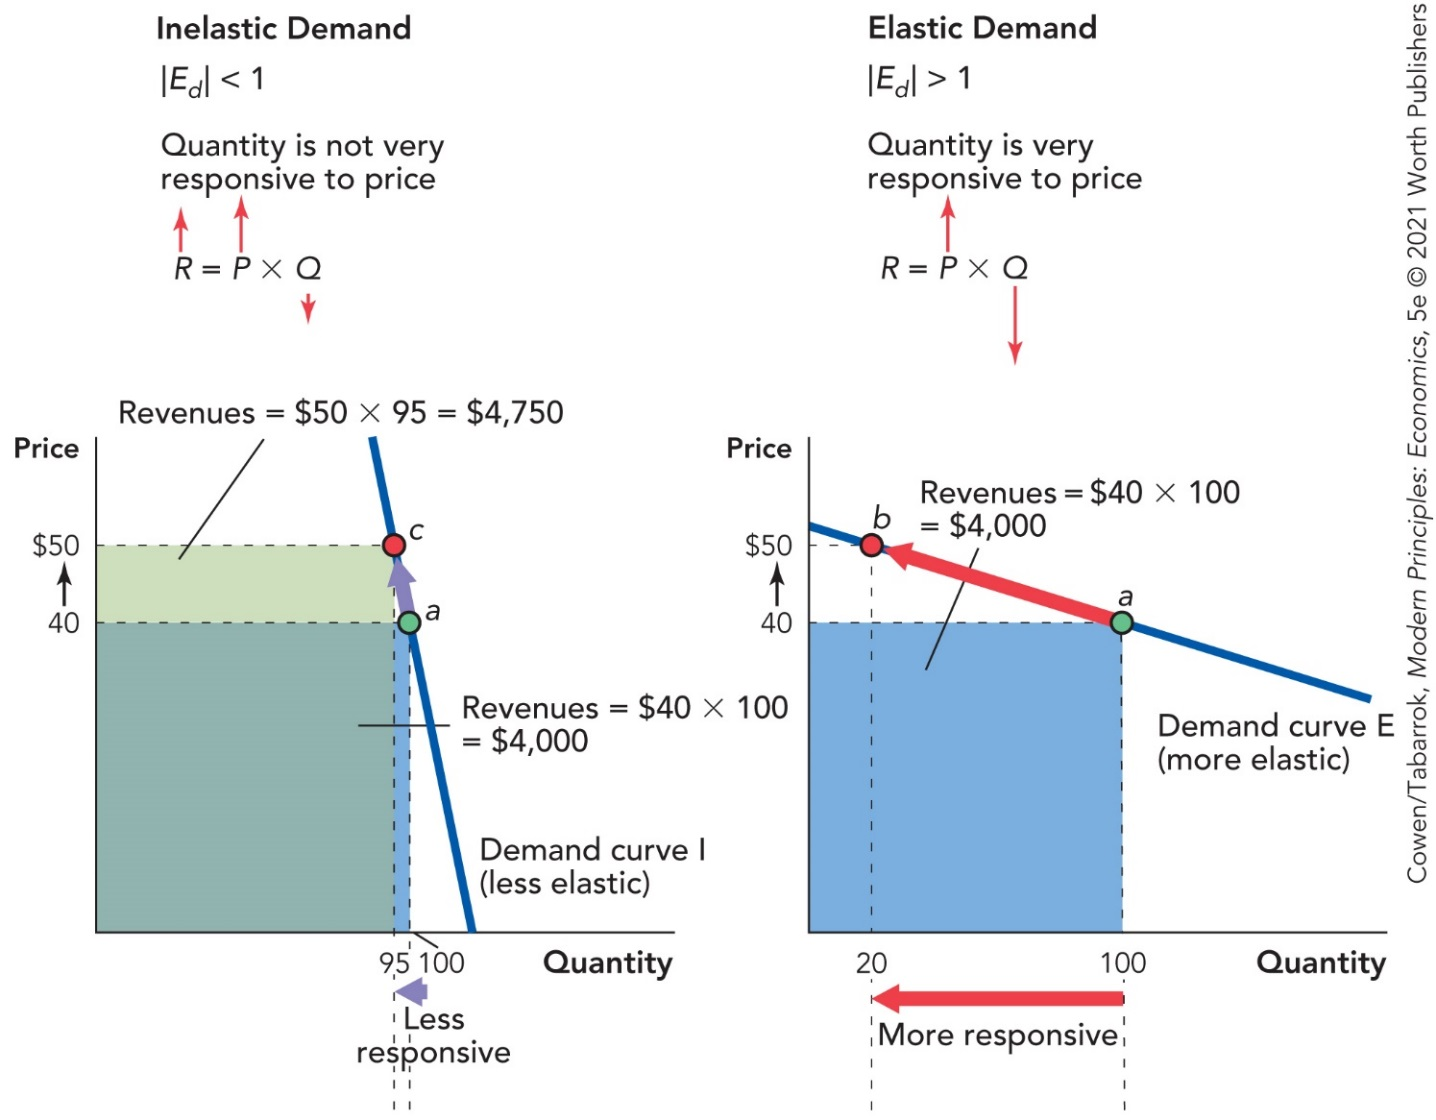 Inelastic Demand
|Ed| < 1
Quantity is not very
responsive to price
R = P × Q
Revenues = $50 × 95 = $4,750
Price
$50
40
c
a
Revenues = $40 × 100
= $4,000
Demand curve I
(less elastic)
95 100
Quantity
Less
responsive
Elastic Demand
|Ed| > 1
Quantity is very
responsive to price
R = P × Q
Price
Revenues = $40 × 100
= $4,000
$50
40
b
a
Demand curve E
(more elastic)
20
100
Quantity
More responsive
Cowen/Tabarrok, Modern Principles: Economics, 5e © 2021 Worth Publishers